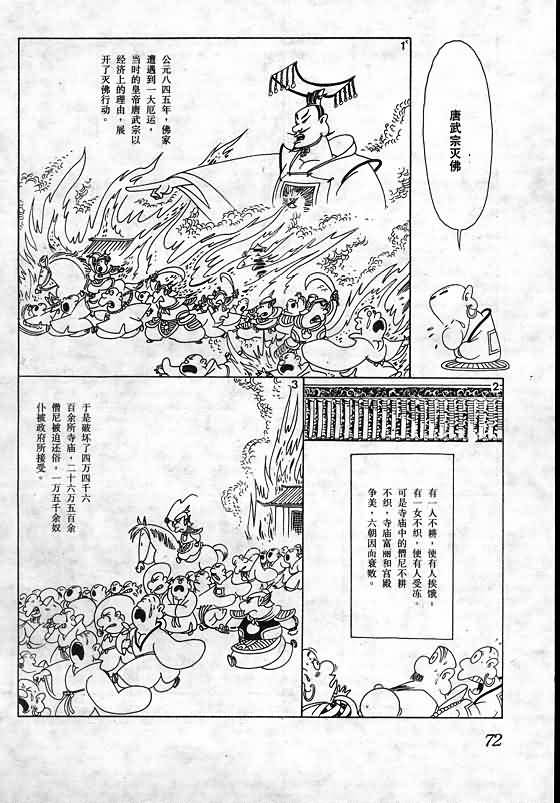 唐武宗灭佛
1
公元八四五年，佛家
遭遇到一大厄运，
当时的皇帝唐武宗以
经济上的理由，展
开了灭佛行动。
2
有一人不耕，便有人挨饿。
有一女不织，便有人受冻。
可是寺庙中的僧尼不耕
不织，寺庙富丽和宫殿
争美，六朝因而衰败。
3
于是破坏了四万四千六
百余所寺庙，二十六万五百余
僧尼被迫还俗，一万五千余奴
仆被政府所接受。
72